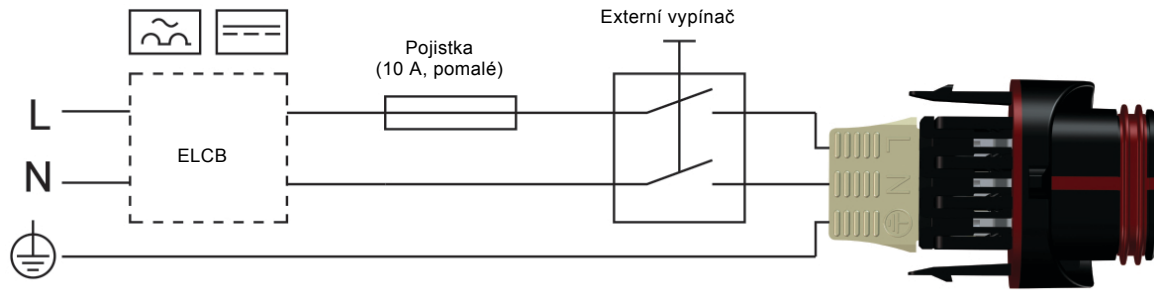 Externí vypínač
Pojistka
(10 A, pomalé)
L
ELCB
N
L
N